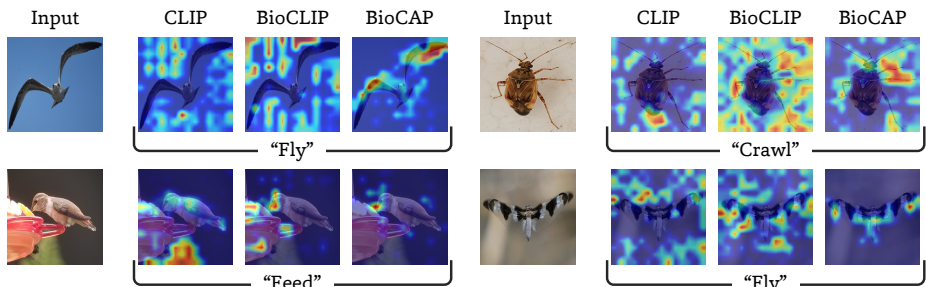 Input CLIP BioCLIP BioCAP Input CLIP BioCLIP BioCAP
“Fly” “Crawl”
“Feed” “Fly”